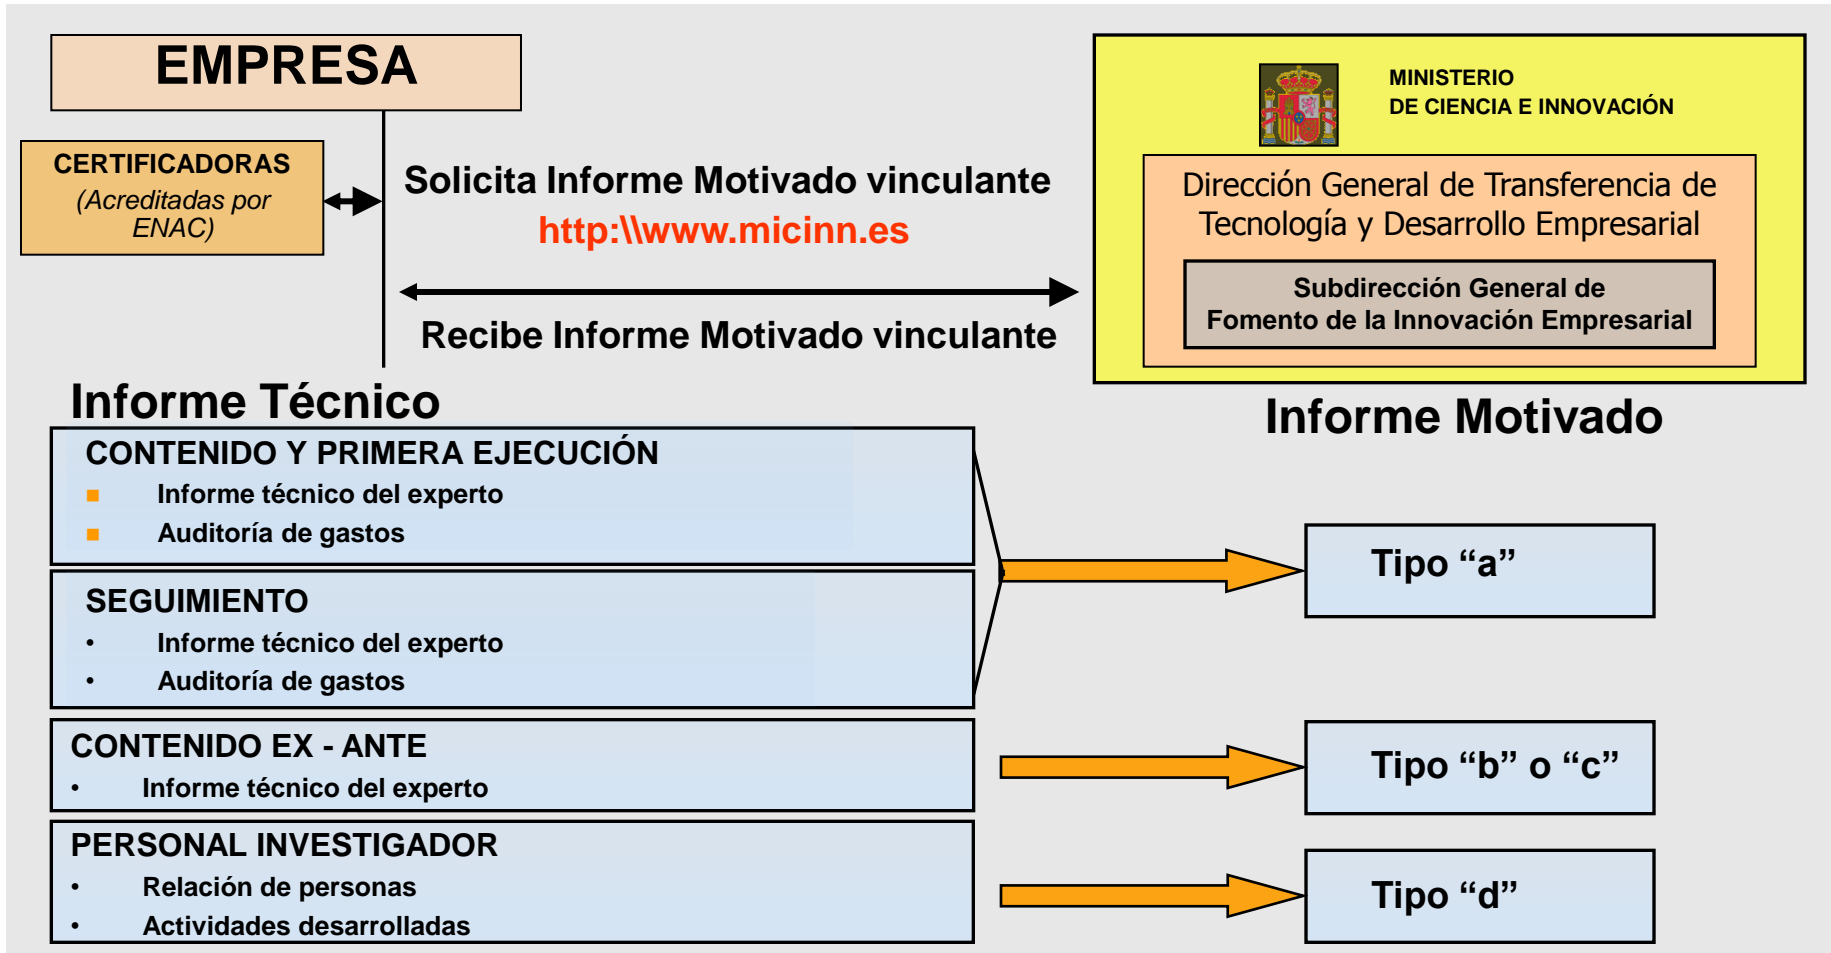 EMPRESA
CERTIFICADORAS
(Acreditadas por
ENAC)
Solicita Informe Motivado vinculante
http:\\www.micinn.es
Recibe Informe Motivado vinculante
MINISTERIO
DE CIENCIA E INNOVACIÓN
Dirección General de Transferencia de
Tecnología y Desarrollo Empresarial
Subdirección General de
Fomento de la Innovación Empresarial
Informe Técnico
Informe Motivado
CONTENIDO Y PRIMERA EJECUCIÓN
▪ Informe técnico del experto
▪ Auditoría de gastos
SEGUIMIENTO
• Informe técnico del experto
• Auditoría de gastos
Tipo “a”
CONTENIDO EX - ANTE
• Informe técnico del experto
Tipo “b” o “c”
PERSONAL INVESTIGADOR
• Relación de personas
• Actividades desarrolladas
Tipo “d”